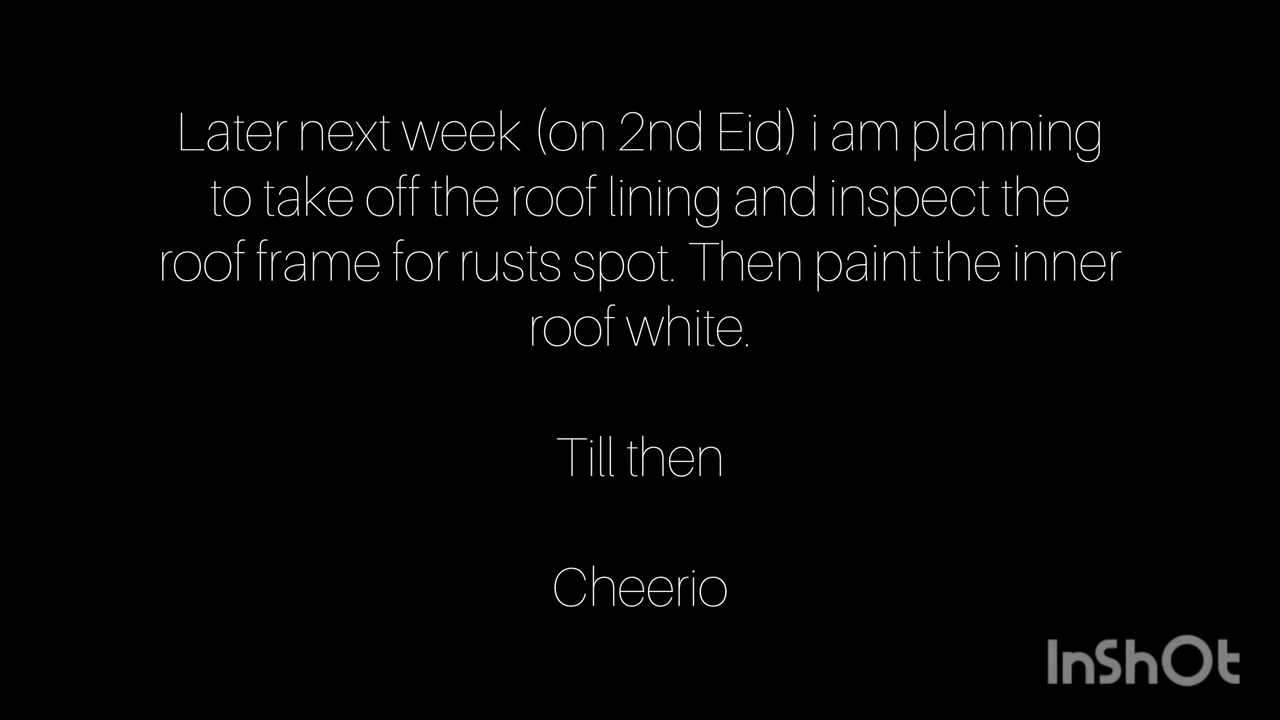 Later next week (on 2nd Eid) i am planning
to take off the roof lining and inspect the
roof frame for rusts spot. Then paint the inner
roof white.
Till then
Cheerio
InShOt